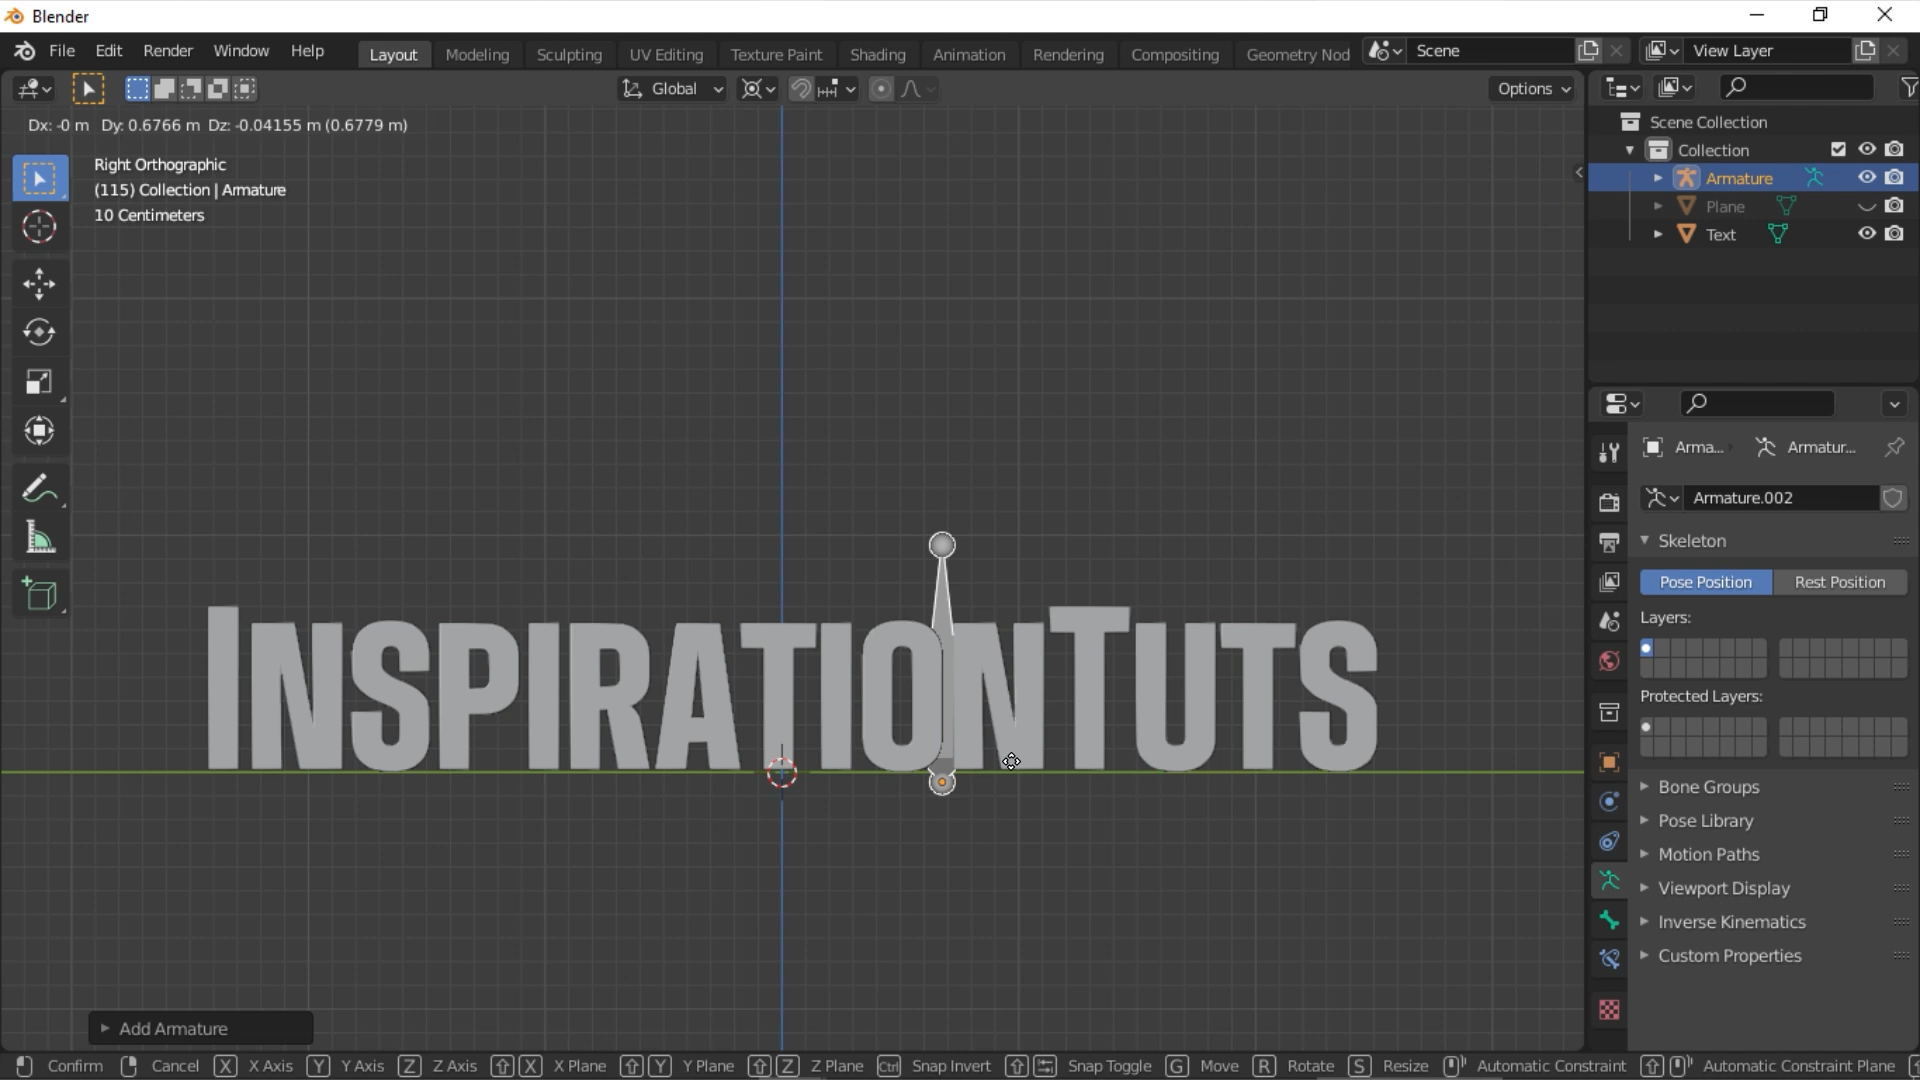 Blender
File Edit Render Window Help Layout Modeling Sculpting UV Editing Texture Paint Shading Animation Rendering Compositing Geometry Nod Scene View Layer
Global Options
Dx: -0 m Dy: 0.6766 m Dz: -0.04155 m (0.6779 m)
Right Orthographic
(115) Collection | Armature
10 Centimeters
INSPIRATIONTUTS
Add Armature
Scene Collection
Collection
Armature
Plane
Text
Arma... Armatur...
Armature.002
Skeleton
Pose Position Rest Position
Layers:
Protected Layers:
Bone Groups
Pose Library
Motion Paths
Viewport Display
Inverse Kinematics
Custom Properties
Confirm Cancel X X Axis Y Y Axis Z Z Axis X X Plane Y Y Plane Z Z Plane Ctrl Snap Invert Snap Toggle G Move R Rotate S Resize Automatic Constraint Automatic Constraint Plane